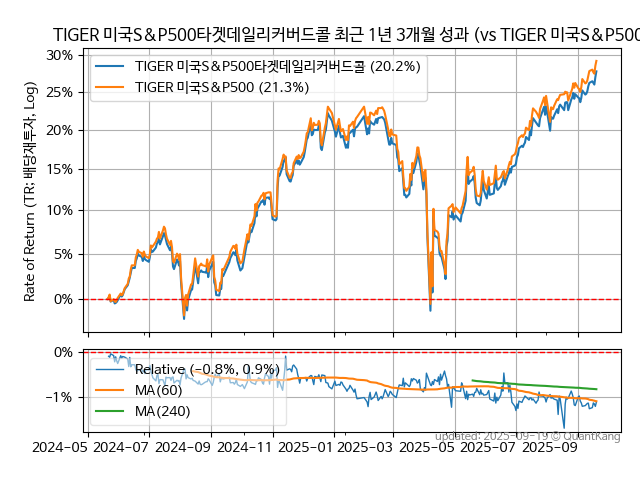 TIGER 미국S&P500타겟데일리커버드콜 최근 1년 3개월 성과 (vs TIGER 미국S&P500
30%
25%
20%
15%
10%
5%
0%
Rate of Return (TR: 배당재투자, Log)
TIGER 미국S&P500타겟데일리커버드콜 (20.2%)
TIGER 미국S&P500 (21.3%)
0%
−1%
Relative (−0.8%, 0.9%)
MA(60)
MA(240)
updated: 2025-09-19 © QuantKang
2024−05 2024−07 2024−09 2024−11 2025−01 2025−03 2025−05 2025−07 2025−09